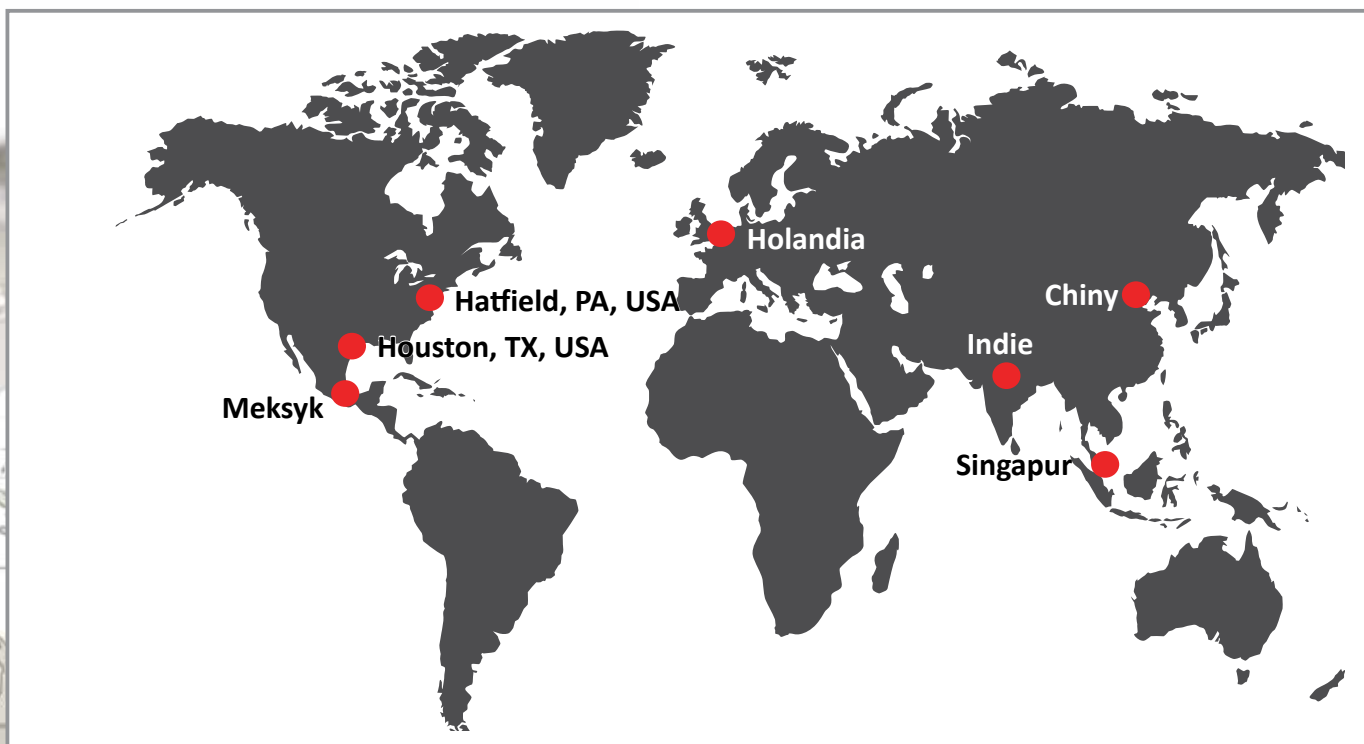 Holandia
Chiny
Hatfield, PA, USA
Houston, TX, USA
Indie
Meksyk
Singapur